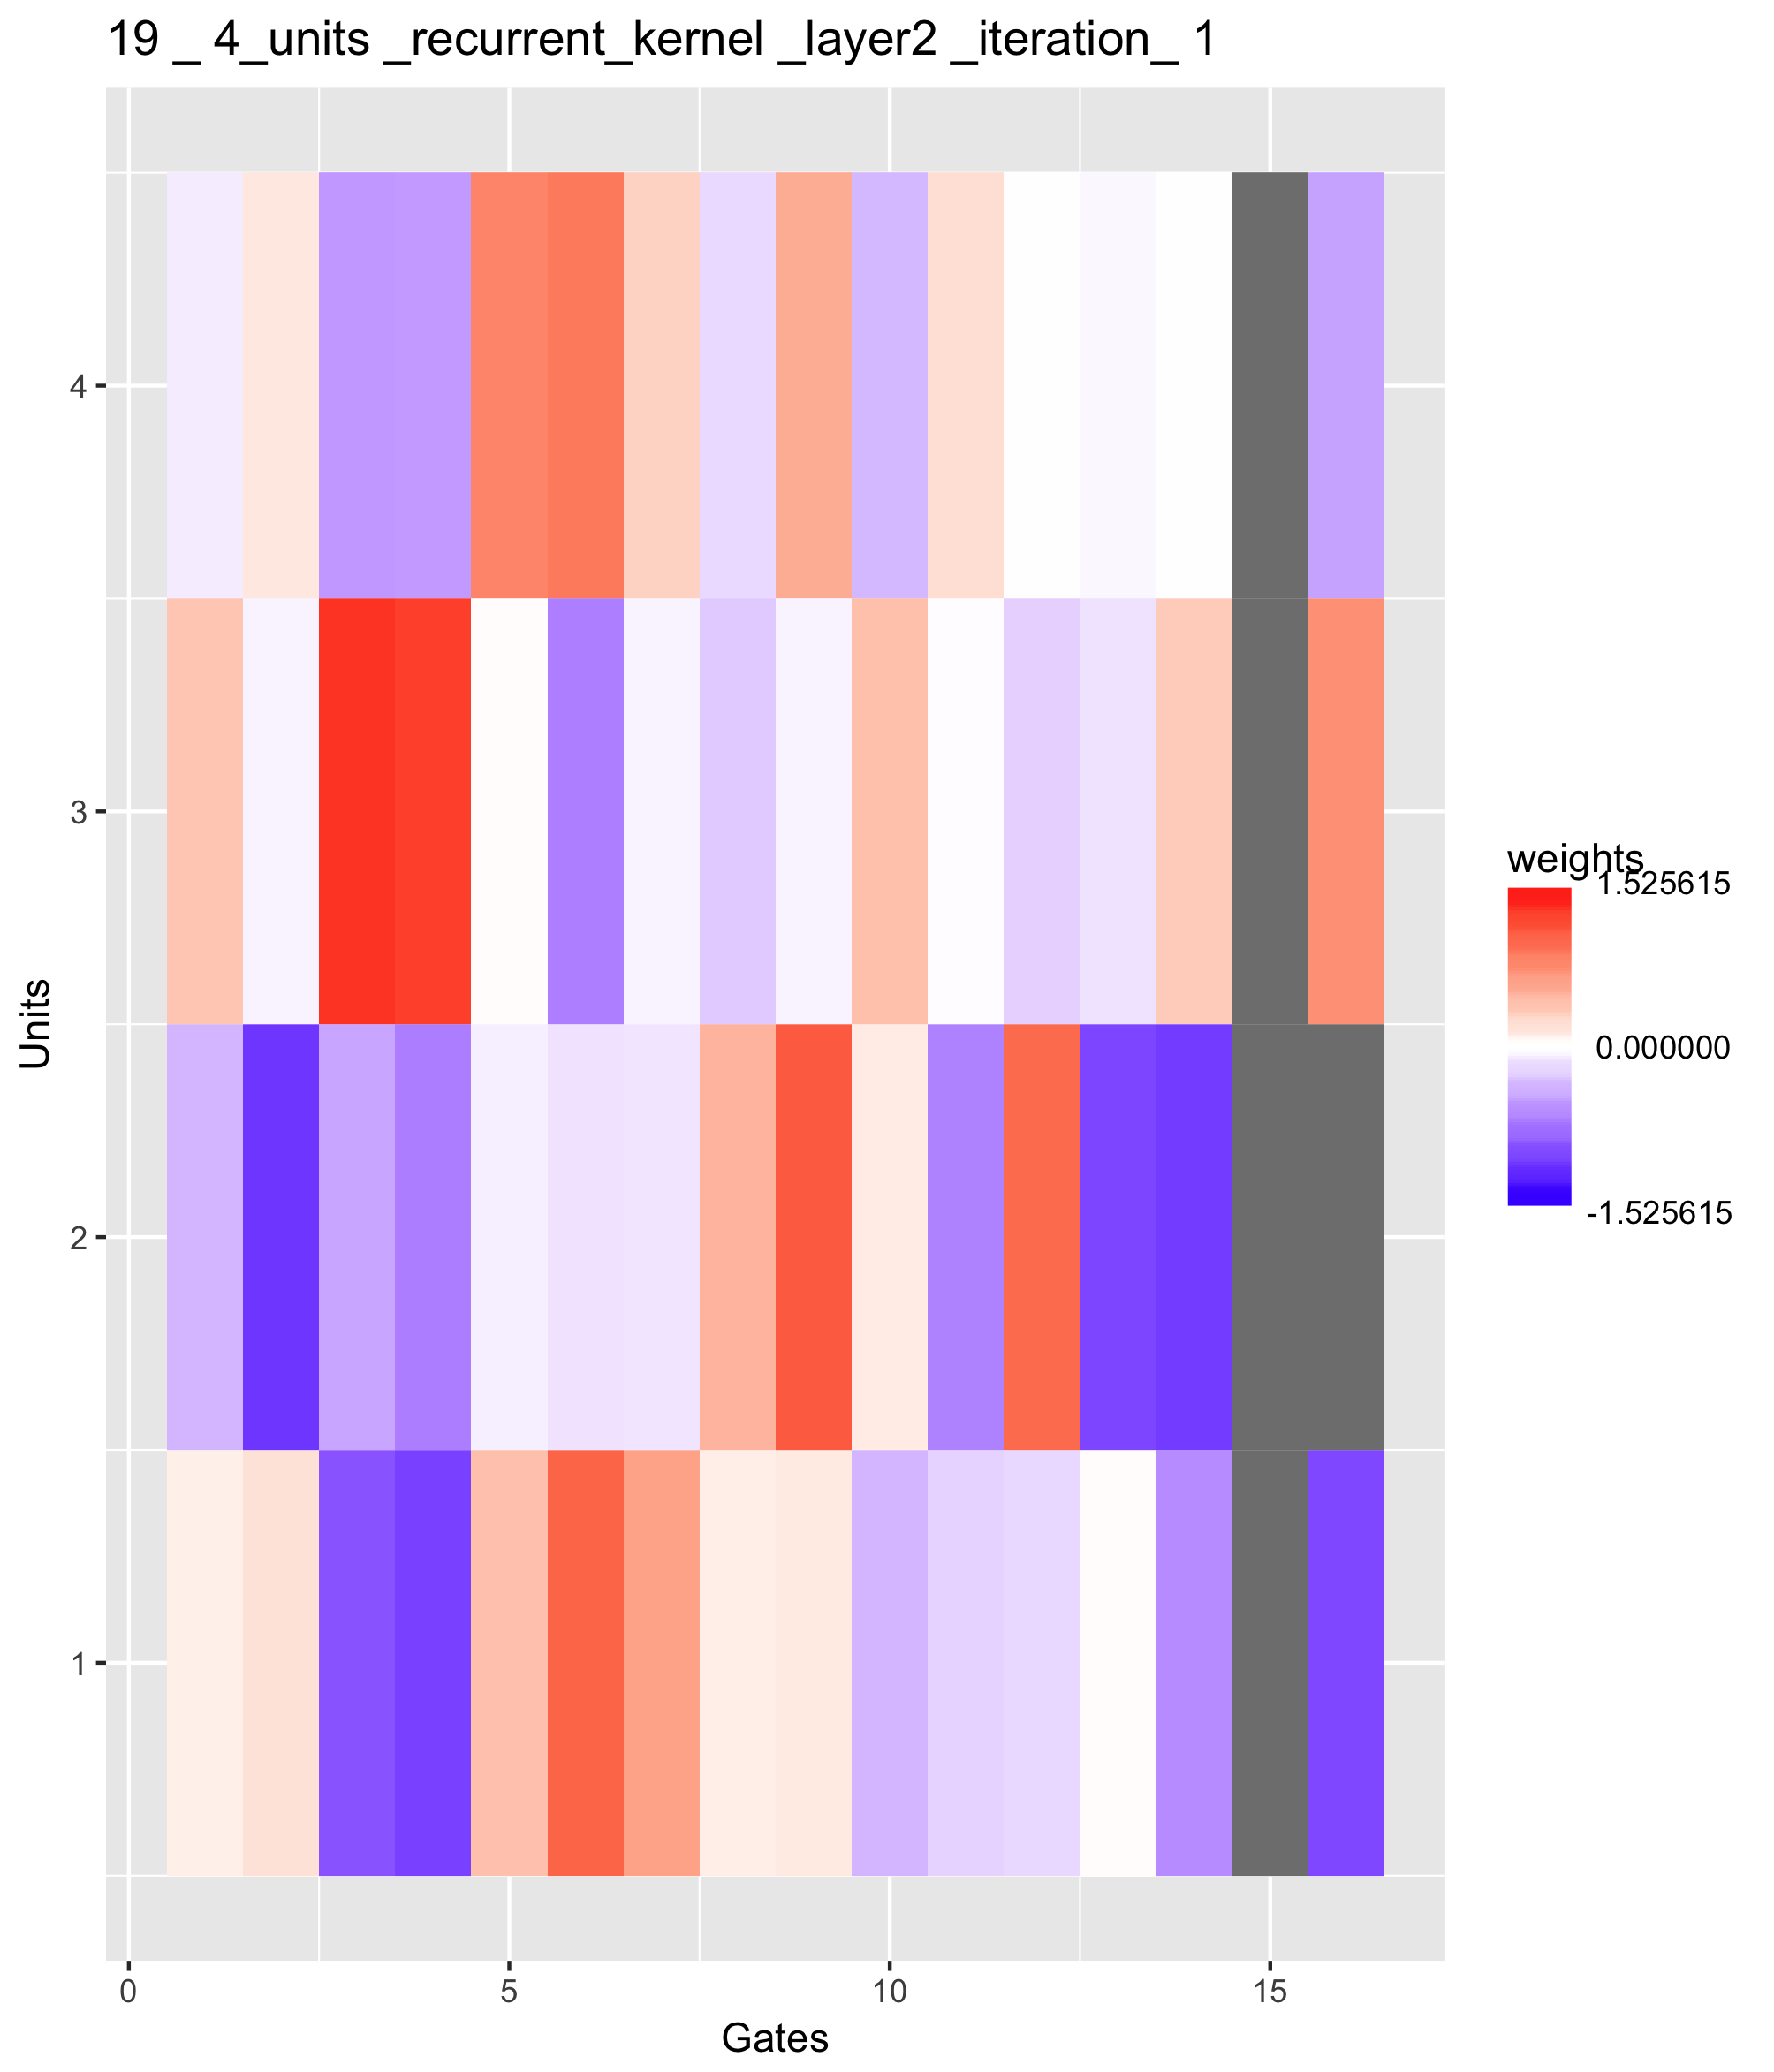 19 _ 4_units _recurrent_kernel _layer2 _iteration_ 1
4
3
2
1
Units
0 5 10 15
Gates
weights
1.525615
0.000000
-1.525615